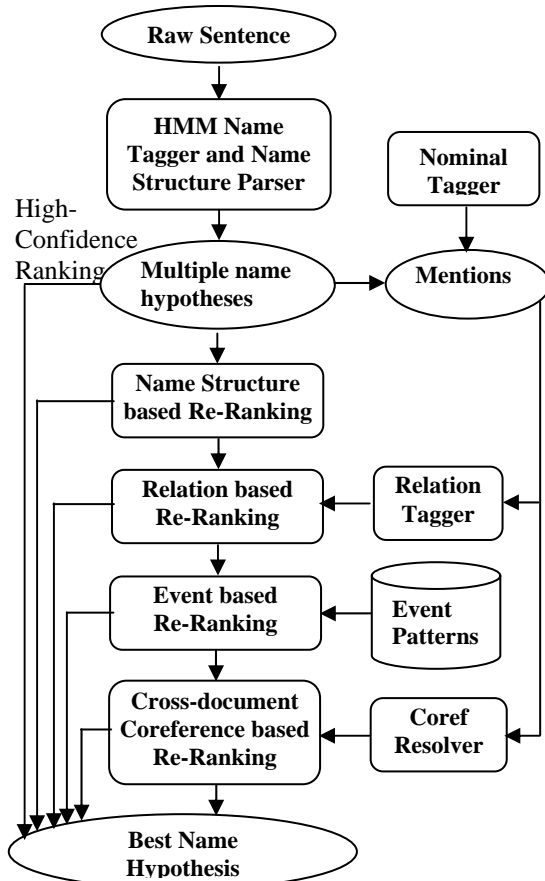 Raw Sentence
HMM Name
Tagger and Name
Structure Parser
Nominal
Tagger
High-
Confidence
Ranking
Multiple name
hypotheses
Mentions
Name Structure
based Re-Ranking
Relation based
Re-Ranking
Relation
Tagger
Event based
Re-Ranking
Event
Patterns
Cross-document
Coreference based
Re-Ranking
Coref
Resolver
Best Name
Hypothesis